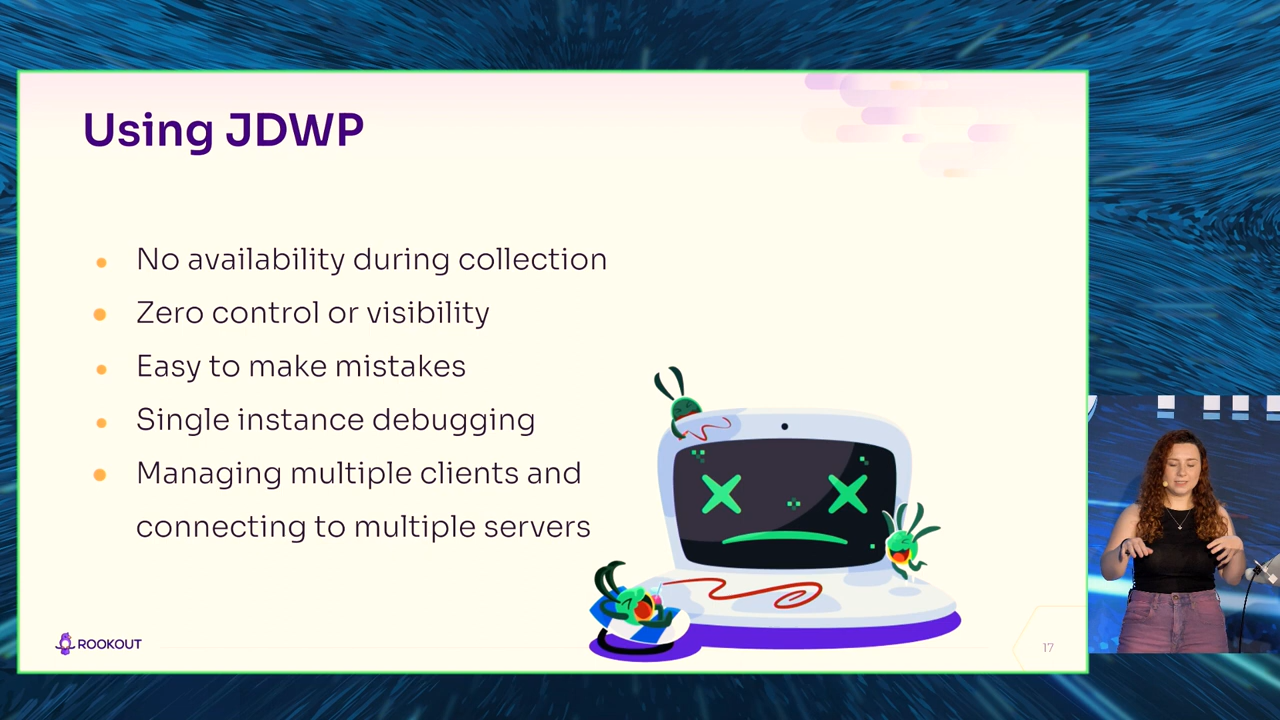 Using JDWP
No availability during collection
Zero control or visibility
Easy to make mistakes
Single instance debugging
Managing multiple clients and
connecting to multiple servers
ROOKOUT
17